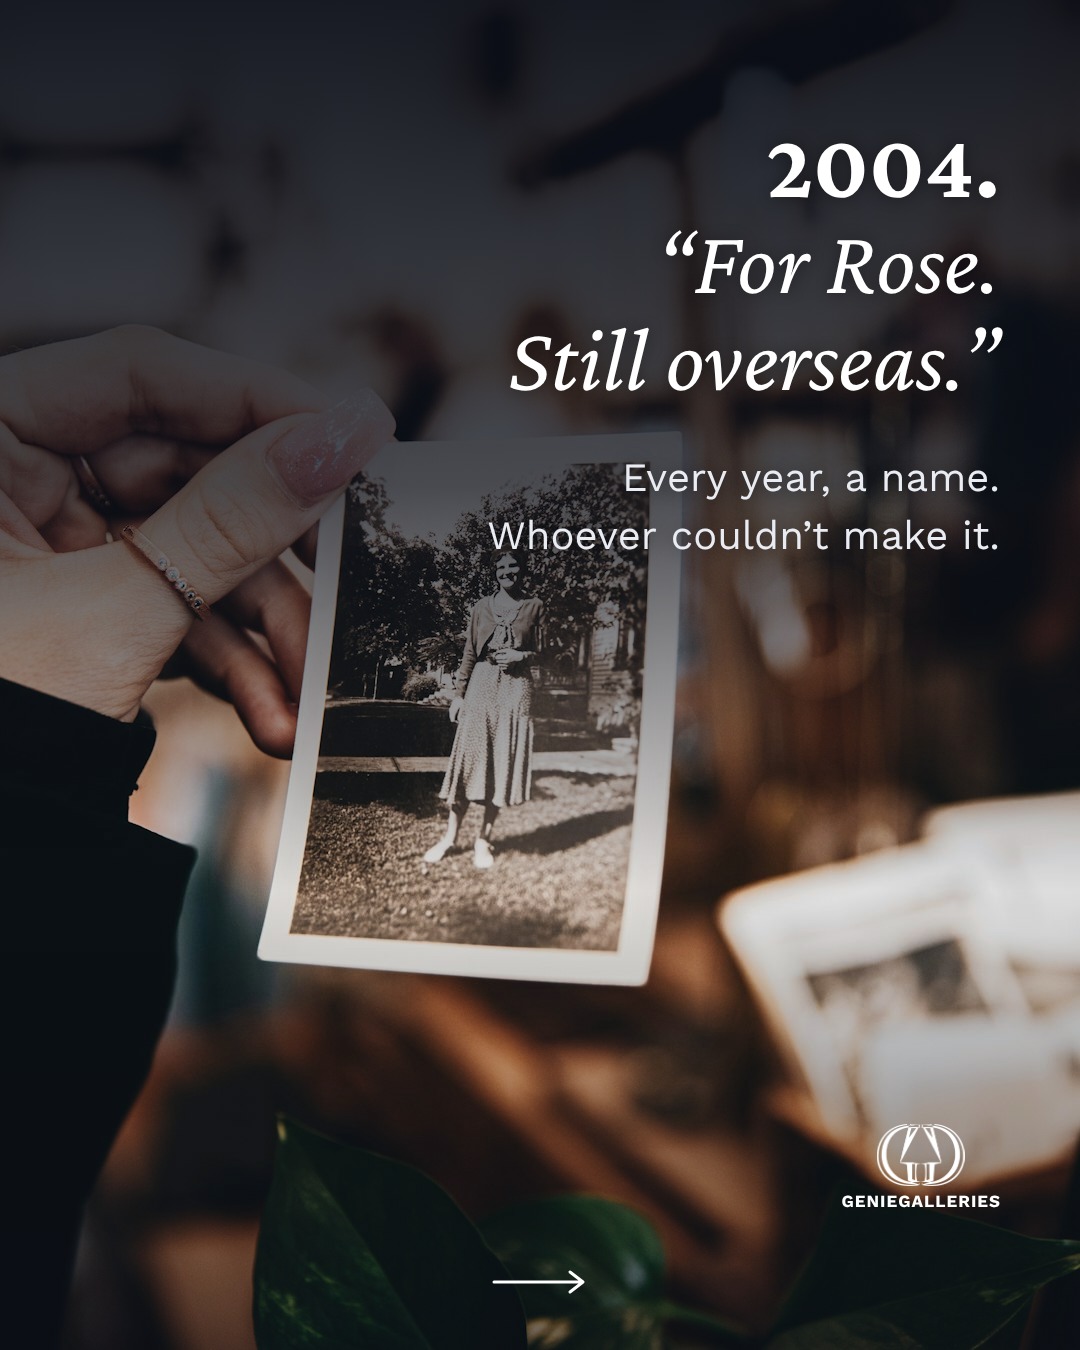 2004.
“For Rose.
Still overseas.”
Every year, a name.
Whoever couldn’t make it.
GENIEGALLERIES